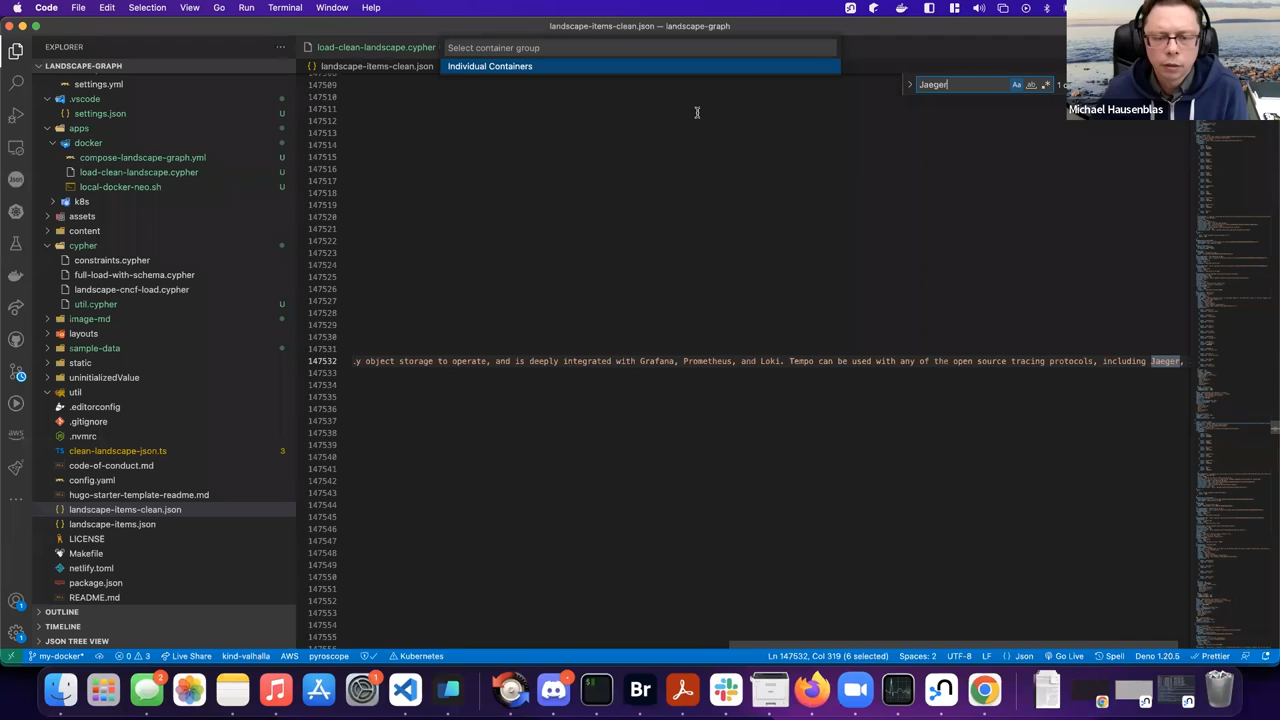 Code File Edit Selection View Go Run Terminal Window Help
landscape-items-clean.json — landscape-graph
EXPLORER
load-clean-landscape.cypher
Select container group
LANDSCAPE-GRAPH
landscape-items-clean.json
Individual Containers
settings.yml
Jaeger
Michael Hausenblas
.vscode
settings.json U
apps
docker
compose-landscape-graph.yml U
load-clean-landscape.cypher U
local-docker-neo.sh U
k8s
assets
content
cypher
constraints.cypher
full-load-with-schema.cypher
landscape-cncf-load.cypher
util.cypher U
image-md
layouts
sample-data
static
uninitializedValue
util
.editorconfig
.gitignore
.nvmrc
clean-landscape-json.ts 3
code-of-conduct.md
config.yaml
hugo-starter-template-readme.md
landscape-items-clean.json
landscape-items.json
LICENSE
Makefile
netlify.toml
package.json
README.md
OUTLINE
TIMELINE
JSON TREE VIEW
147509
147510
147511
147512
147513
147514
147515
147516
147517
147518
147519
147520
147521
147522
147523
147524
147525
147526
147527
147528
147529
147530
147531
147532 y object storage to operate, and is deeply integrated with Grafana, Prometheus, and Loki. Tempo can be used with any of the open source tracing protocols, including Jaeger,
147533
147534
147535
147536
147537
147538
147539
147540
147541
147542
147543
147544
147545
147546
147547
147548
147549
147550
147551
147552
147553
147554
147555
my-docker* 0 3 Live Share kind-valhalla AWS pyroscope Kubernetes Ln 147532, Col 319 (6 selected) Spaces: 2 UTF-8 LF Json Go Live Spell Deno 1.20.5 Prettier